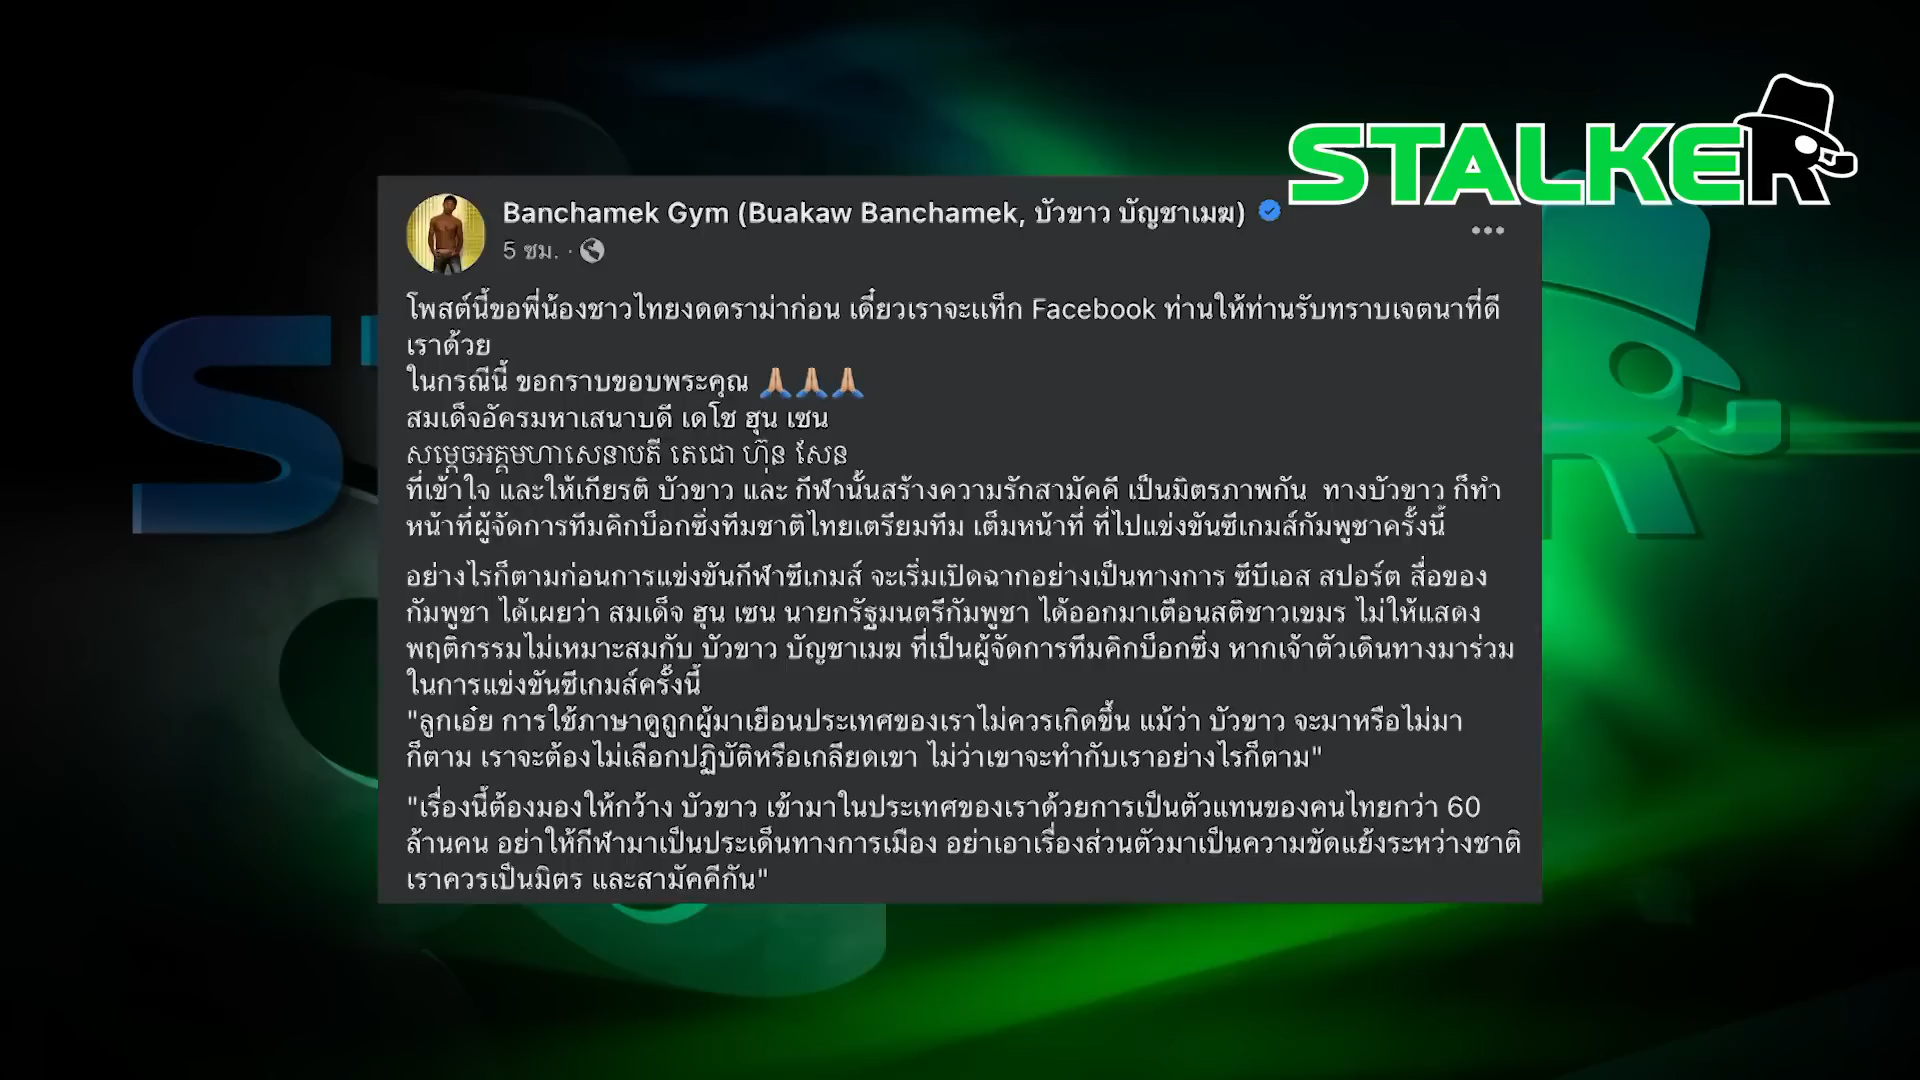 STALKER
Banchamek Gym (Buakaw Banchamek, บัวขาว บัญชาเมฆ)
5 ชม. ·
โพสต์นี้ขอพี่น้องชาวไทยงดดราม่าก่อน เดี๋ยวเราจะแท็ก Facebook ท่านให้ท่านรับทราบเจตนาที่ดี
เราด้วย
ในกรณีนี้ ขอกราบขอบพระคุณ 🙏🙏🙏
สมเด็จอัครมหาเสนาบดี เดโช ฮุน เซน
សម្តេចអគ្គមហាសេនាបតី តេជោ ហ៊ុន សែន
ที่เข้าใจ และให้เกียรติ บัวขาว และ กีฬานั้นสร้างความรักสามัคคี เป็นมิตรภาพกัน  ทางบัวขาว ก็ทำ
หน้าที่ผู้จัดการทีมคิกบ็อกซิ่งทีมชาติไทยเตรียมทีม เต็มหน้าที่ ที่ไปแข่งขันซีเกมส์กัมพูชาครั้งนี้
อย่างไรก็ตามก่อนการแข่งขันกีฬาซีเกมส์ จะเริ่มเปิดฉากอย่างเป็นทางการ ซีบีเอส สปอร์ต สื่อของ
กัมพูชา ได้เผยว่า สมเด็จ ฮุน เซน นายกรัฐมนตรีกัมพูชา ได้ออกมาเตือนสติชาวเขมร ไม่ให้แสดง
พฤติกรรมไม่เหมาะสมกับ บัวขาว บัญชาเมฆ ที่เป็นผู้จัดการทีมคิกบ็อกซิ่ง หากเจ้าตัวเดินทางมาร่วม
ในการแข่งขันซีเกมส์ครั้งนี้
"ลูกเอ๋ย การใช้ภาษาดูถูกผู้มาเยือนประเทศของเราไม่ควรเกิดขึ้น แม้ว่า บัวขาว จะมาหรือไม่มา
ก็ตาม เราจะต้องไม่เลือกปฏิบัติหรือเกลียดเขา ไม่ว่าเขาจะทำกับเราอย่างไรก็ตาม"
"เรื่องนี้ต้องมองให้กว้าง บัวขาว เข้ามาในประเทศของเราด้วยการเป็นตัวแทนของคนไทยกว่า 60
ล้านคน อย่าให้กีฬามาเป็นประเด็นทางการเมือง อย่าเอาเรื่องส่วนตัวมาเป็นความขัดแย้งระหว่างชาติ
เราควรเป็นมิตร และสามัคคีกัน"